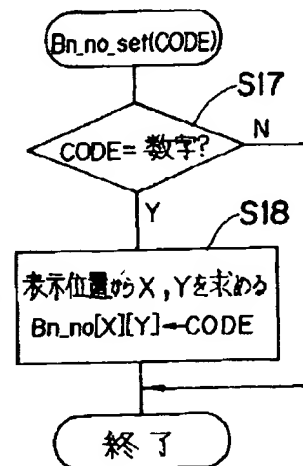 Bn_no_set(CODE)
S17
CODE= 数字?
N
Y
S18
表示位置からX,Yを求める
Bn_no[X][Y]←CODE
終了